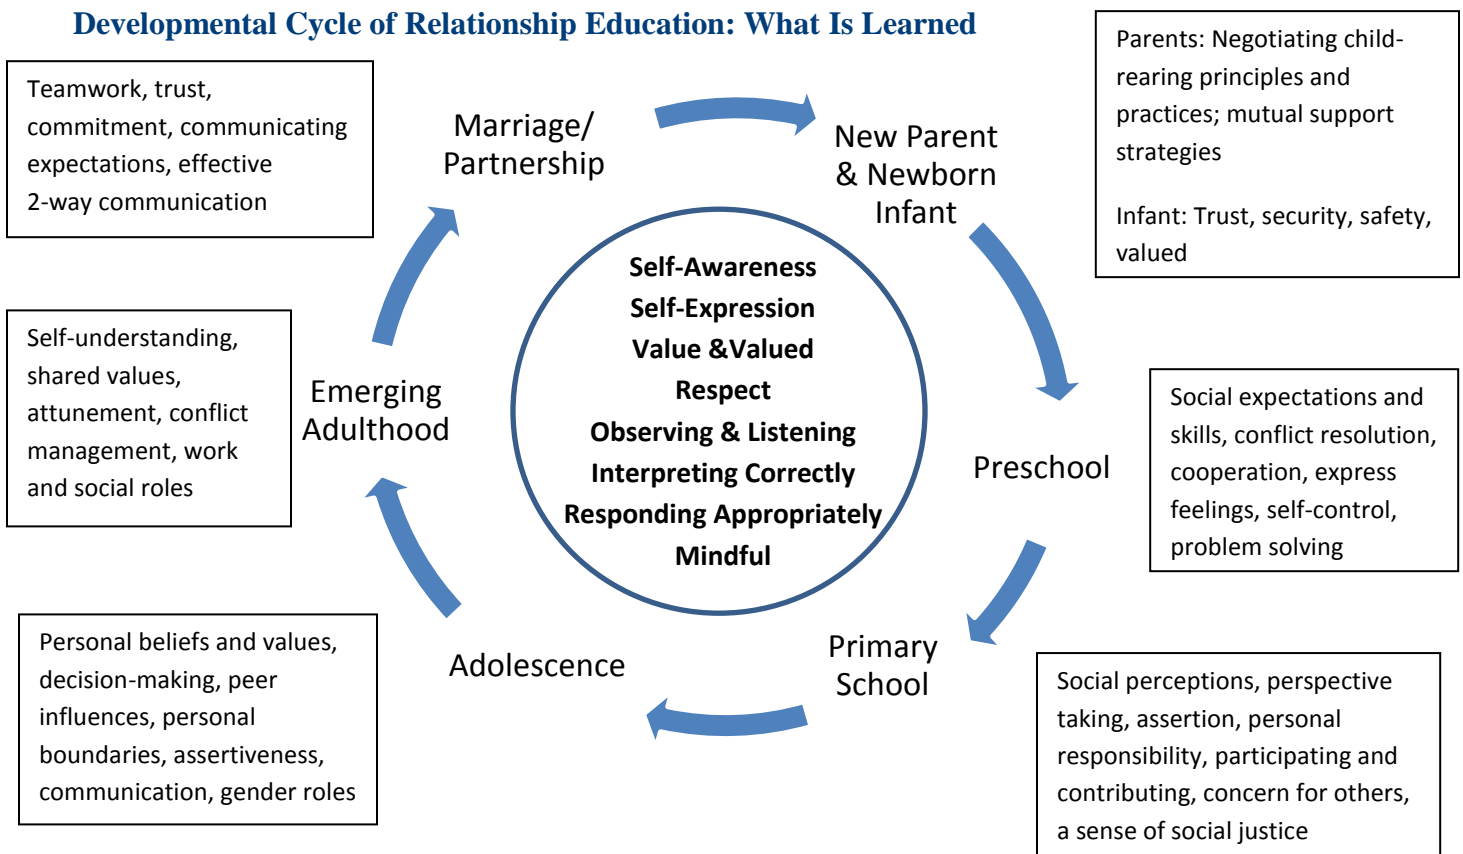 Developmental Cycle of Relationship Education: What Is Learned
Teamwork, trust,
commitment, communicating
expectations, effective
2-way communication
Marriage/
Partnership
New Parent
& Newborn
Infant
Parents: Negotiating child-
rearing principles and
practices; mutual support
strategies
Infant: Trust, security, safety,
valued
Self-Awareness
Self-Expression
Value &Valued
Respect
Observing & Listening
Interpreting Correctly
Responding Appropriately
Mindful
Self-understanding,
shared values,
attunement, conflict
management, work
and social roles
Emerging
Adulthood
Preschool
Social expectations and
skills, conflict resolution,
cooperation, express
feelings, self-control,
problem solving
Personal beliefs and values,
decision-making, peer
influences, personal
boundaries, assertiveness,
communication, gender roles
Adolescence
Primary
School
Social perceptions, perspective
taking, assertion, personal
responsibility, participating and
contributing, concern for others,
a sense of social justice